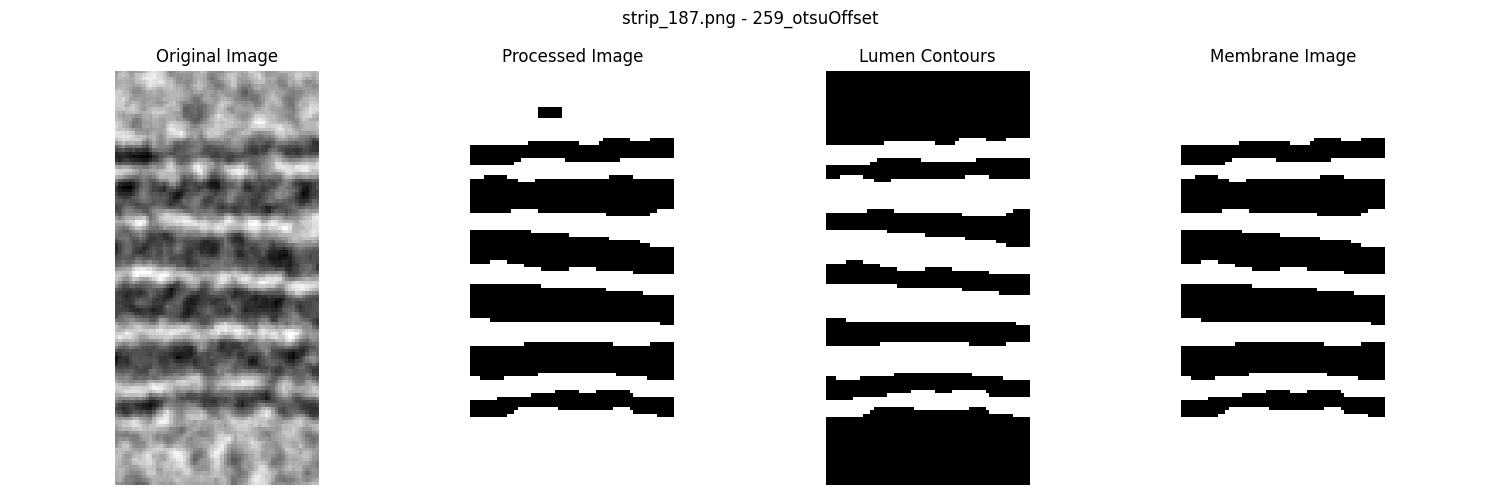 strip_187.png - 259_otsuOffset
Original Image
Processed Image
Lumen Contours
Membrane Image